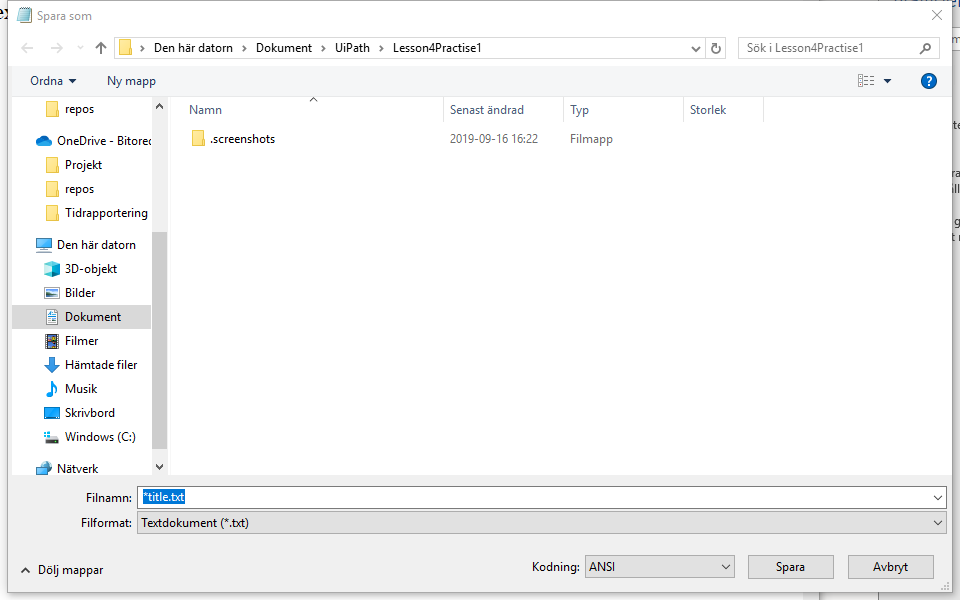 Spara som
Den här datorn > Dokument > UiPath > Lesson4Practise1
Sök i Lesson4Practise1
Ordna
Ny mapp
Namn
Senast ändrad
Typ
Storlek
.screenshots
2019-09-16 16:22
Filmapp
repos
OneDrive - Bitored
Projekt
repos
Tidrapportering
Den här datorn
3D-objekt
Bilder
Dokument
Filmer
Hämtade filer
Musik
Skrivbord
Windows (C:)
Nätverk
Filnamn: *title.txt
Filformat: Textdokument (*.txt)
Dölj mappar
Kodning: ANSI
Spara
Avbryt